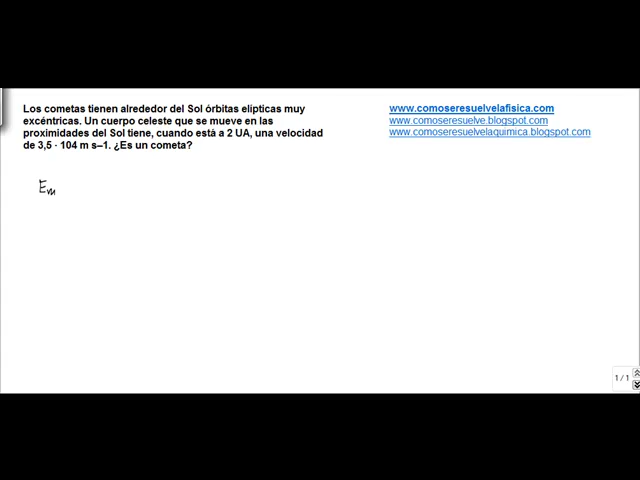 Los cometas tienen alrededor del Sol órbitas elípticas muy
excéntricas. Un cuerpo celeste que se mueve en las
proximidades del Sol tiene, cuando está a 2 UA, una velocidad
de 3,5 · 104 m s–1. ¿Es un cometa?
www.comoseresuelvelafisica.com
www.comoseresuelve.blogspot.com
www.comoseresuelvelaquimica.blogspot.com
Em
1 / 1